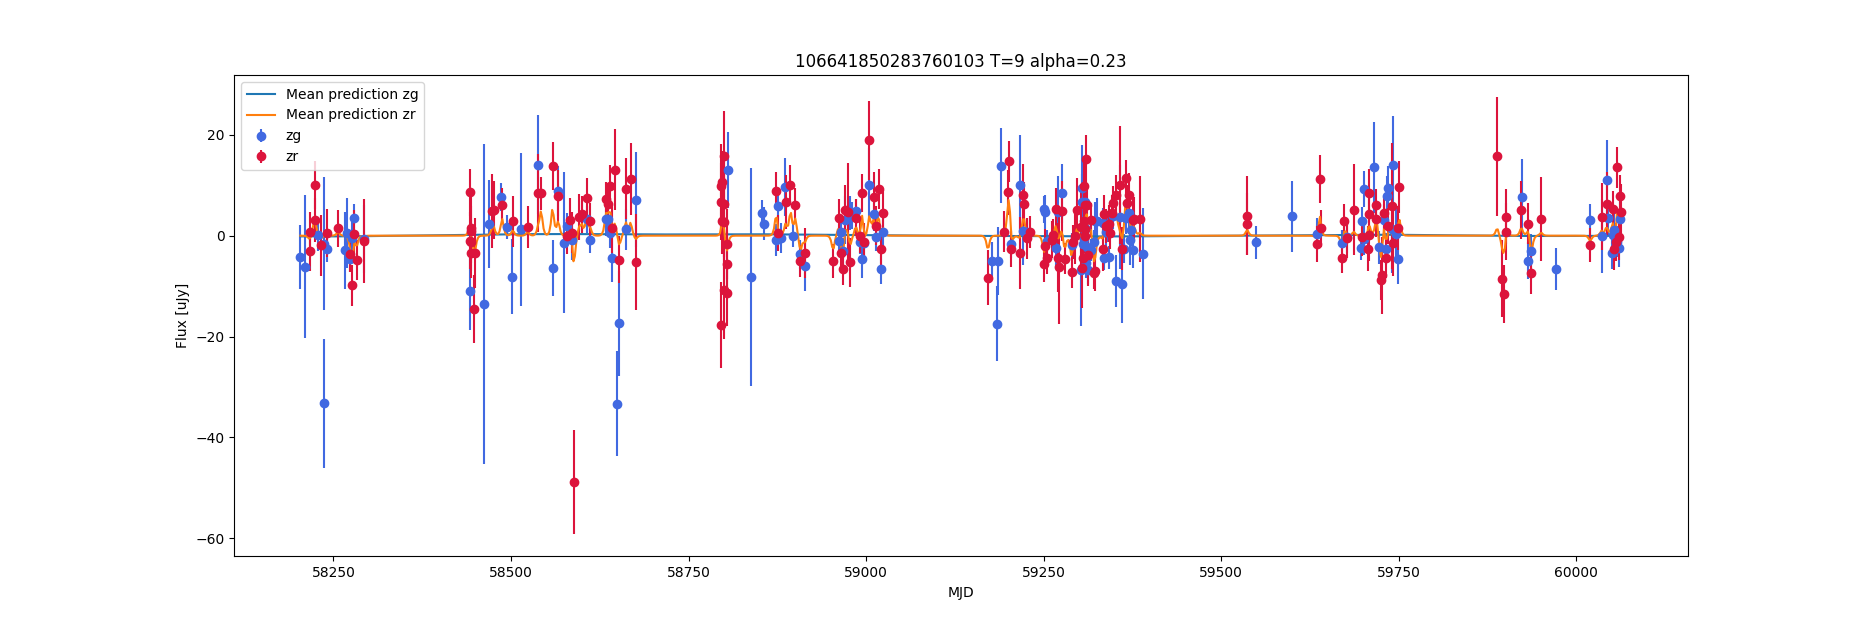 106641850283760103 T=9 alpha=0.23
Mean prediction zg
Mean prediction zr
zg
zr
20
0
−20
−40
−60
Flux [uJy]
58250 58500 58750 59000 59250 59500 59750 60000
MJD